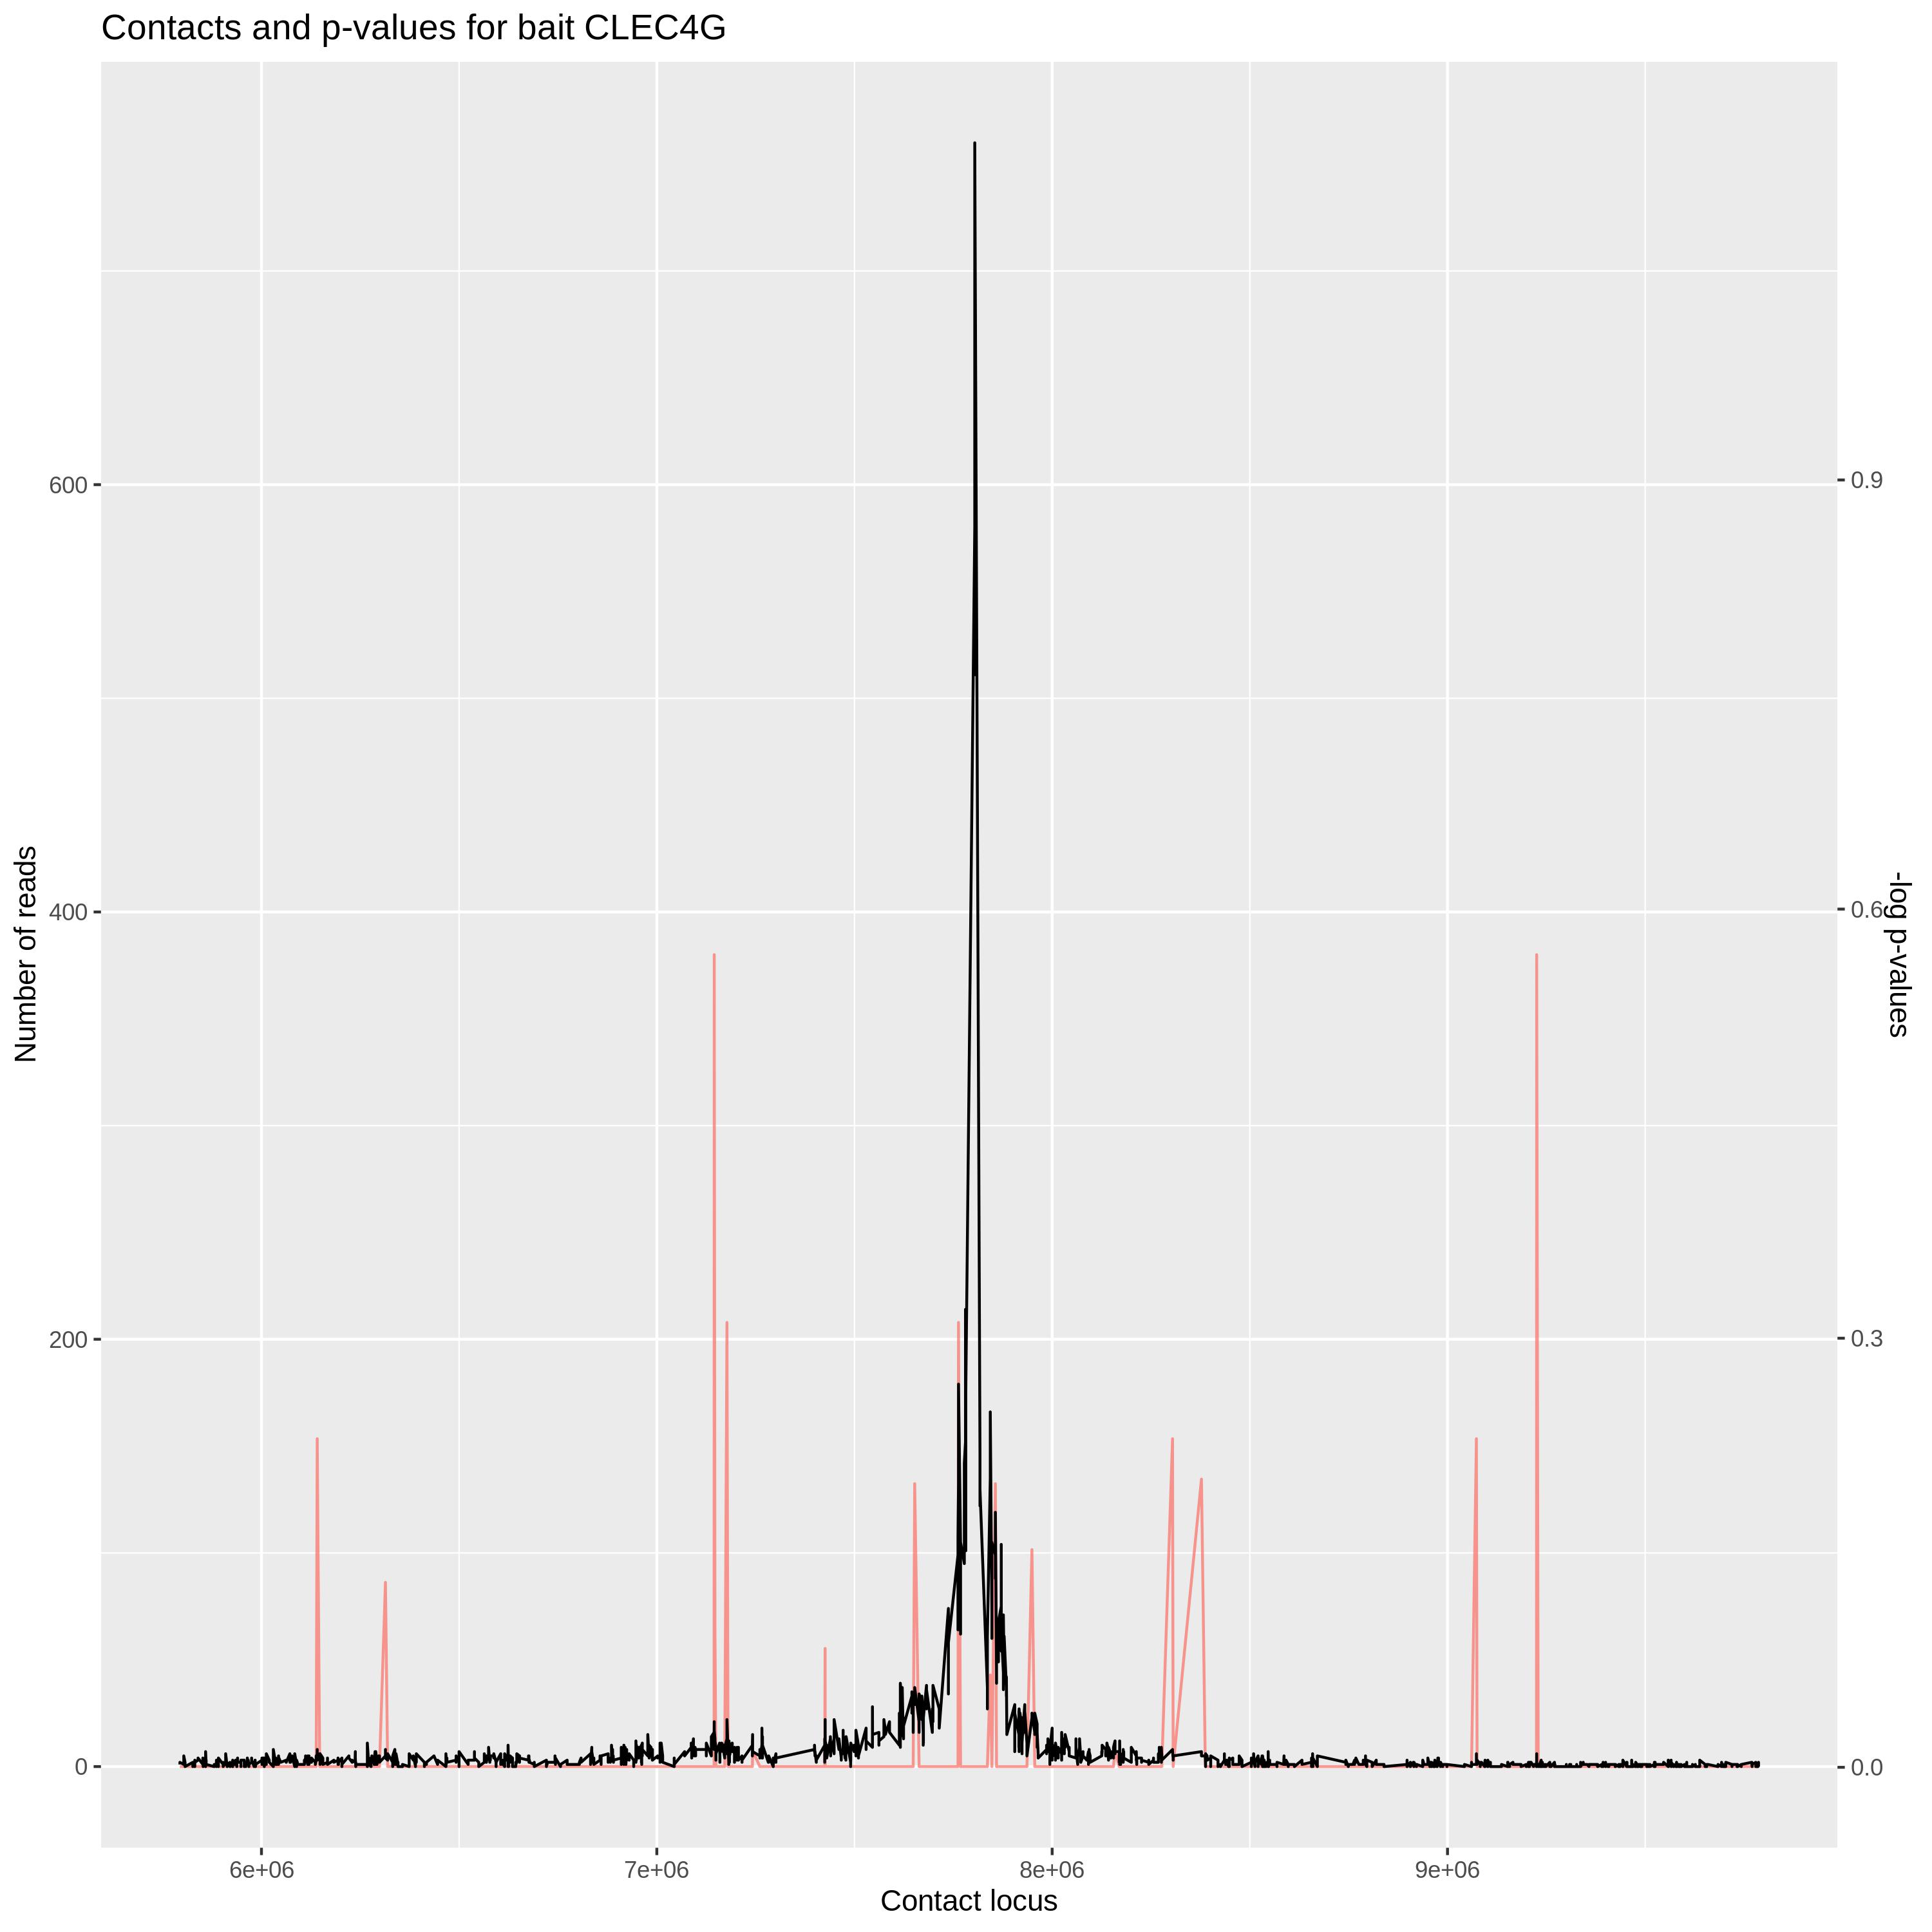 Contacts and p-values for bait CLEC4G
Number of reads
600
400
200
0
0.9
0.6
0.3
0.0
-log p-values
6e+06
7e+06
8e+06
9e+06
Contact locus